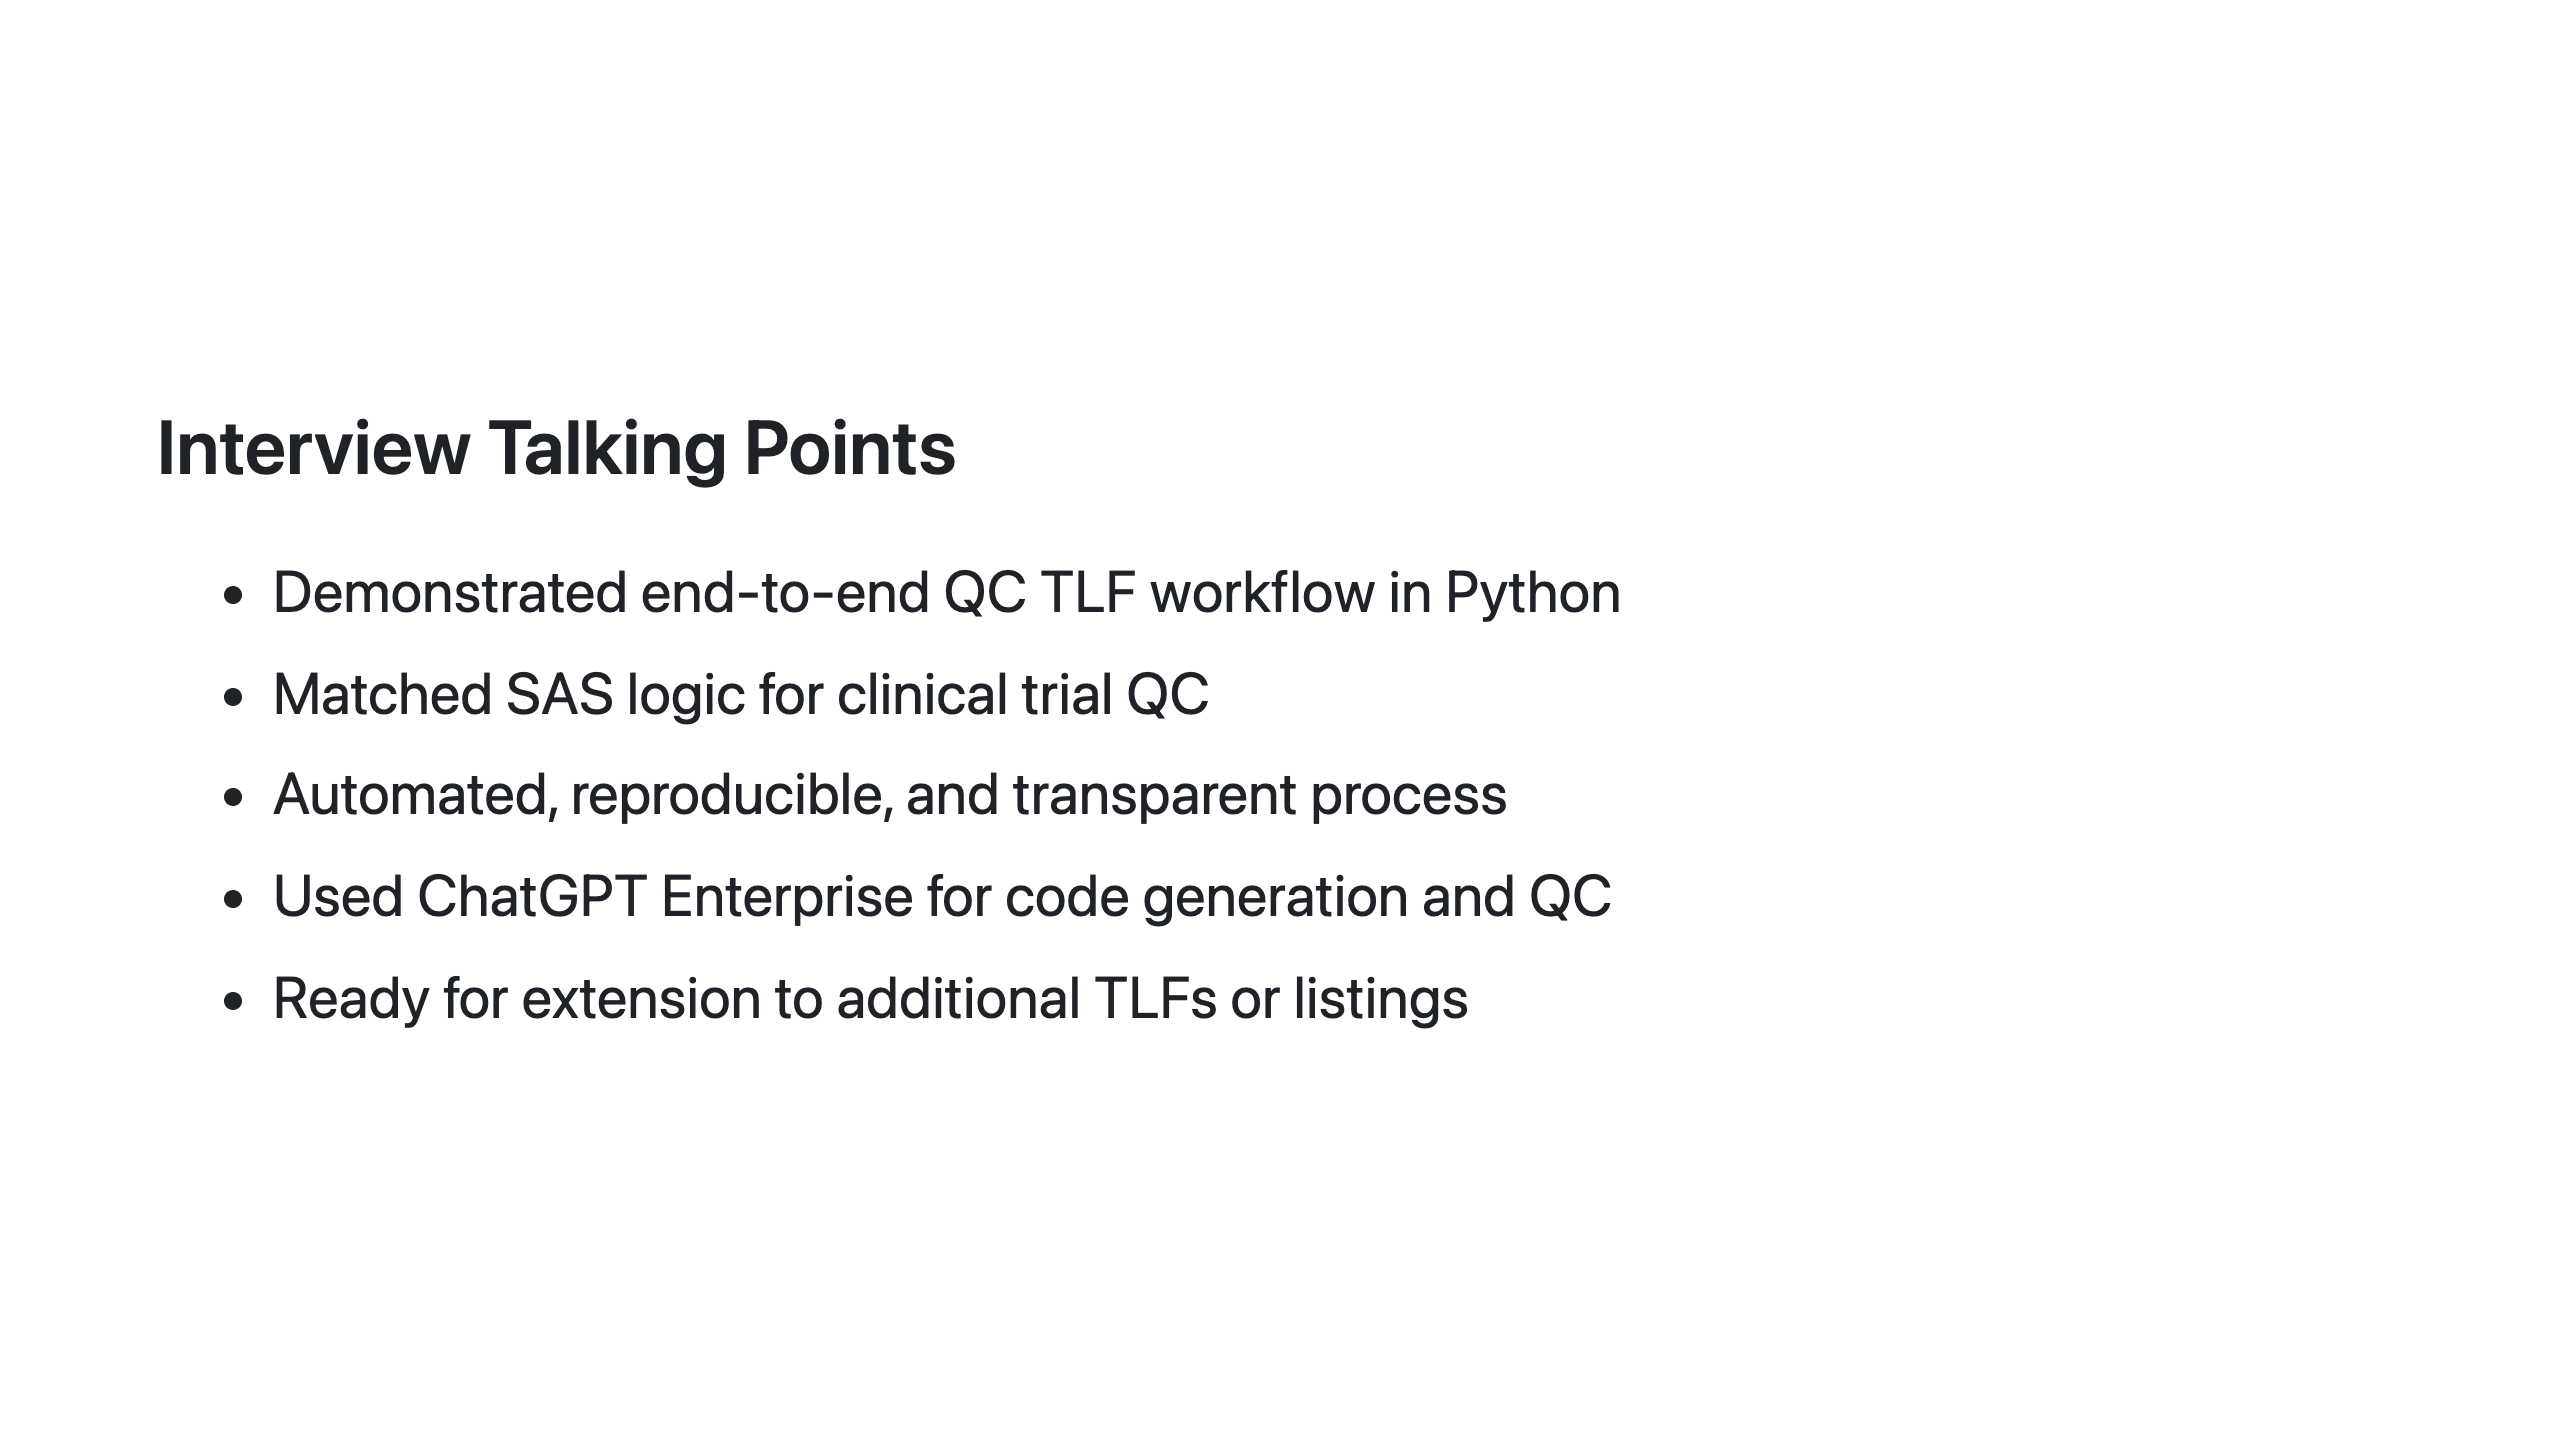 Interview Talking Points
• Demonstrated end-to-end QC TLF workflow in Python
• Matched SAS logic for clinical trial QC
• Automated, reproducible, and transparent process
• Used ChatGPT Enterprise for code generation and QC
• Ready for extension to additional TLFs or listings